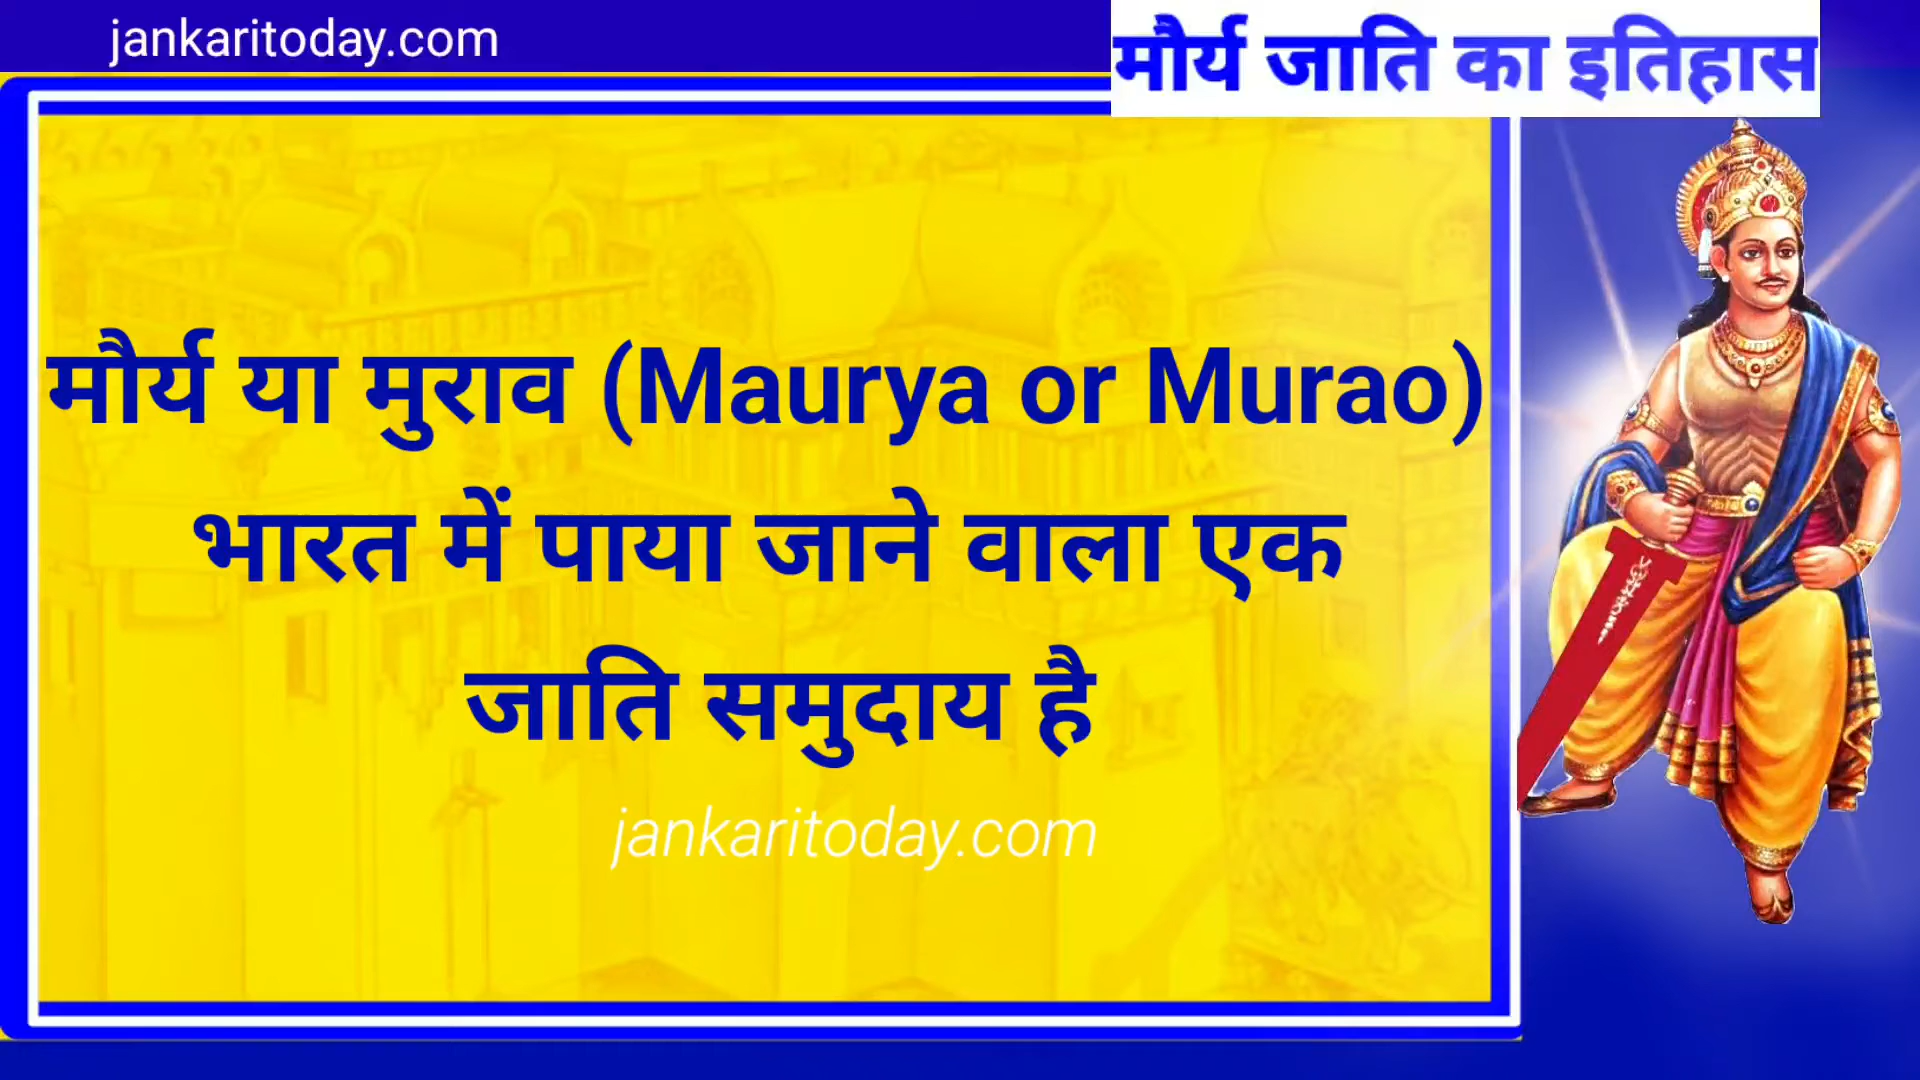 jankaritoday.com
मौर्य जाति का इतिहास
मौर्य या मुराव (Maurya or Murao)
भारत में पाया जाने वाला एक
जाति समुदाय है
jankaritoday.com